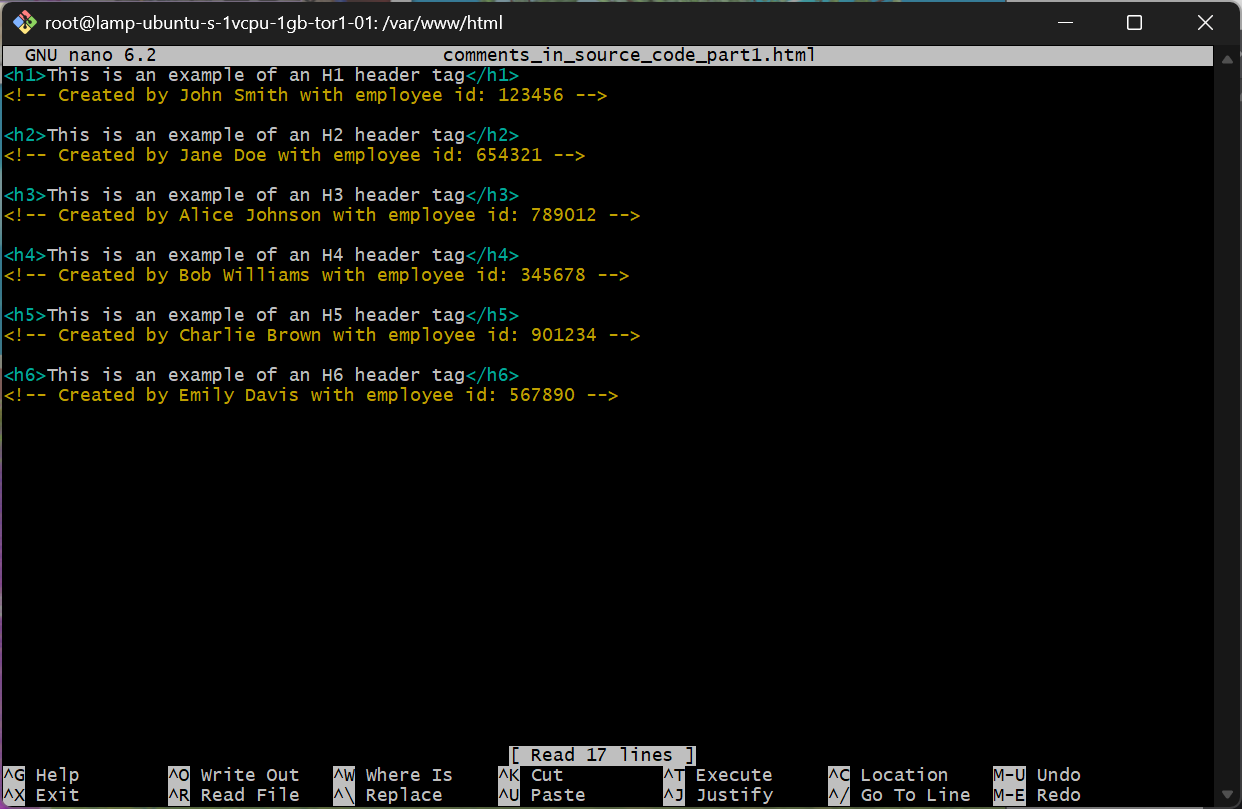 root@lamp-ubuntu-s-1vcpu-1gb-tor1-01: /var/www/html
GNU nano 6.2 comments_in_source_code_part1.html
<h1>This is an example of an H1 header tag</h1>
<!-- Created by John Smith with employee id: 123456 -->
<h2>This is an example of an H2 header tag</h2>
<!-- Created by Jane Doe with employee id: 654321 -->
<h3>This is an example of an H3 header tag</h3>
<!-- Created by Alice Johnson with employee id: 789012 -->
<h4>This is an example of an H4 header tag</h4>
<!-- Created by Bob Williams with employee id: 345678 -->
<h5>This is an example of an H5 header tag</h5>
<!-- Created by Charlie Brown with employee id: 901234 -->
<h6>This is an example of an H6 header tag</h6>
<!-- Created by Emily Davis with employee id: 567890 -->
[ Read 17 lines ]
^G Help ^O Write Out ^W Where Is ^K Cut ^T Execute ^C Location M-U Undo
^X Exit ^R Read File ^\ Replace ^U Paste ^J Justify ^/ Go To Line M-E Redo